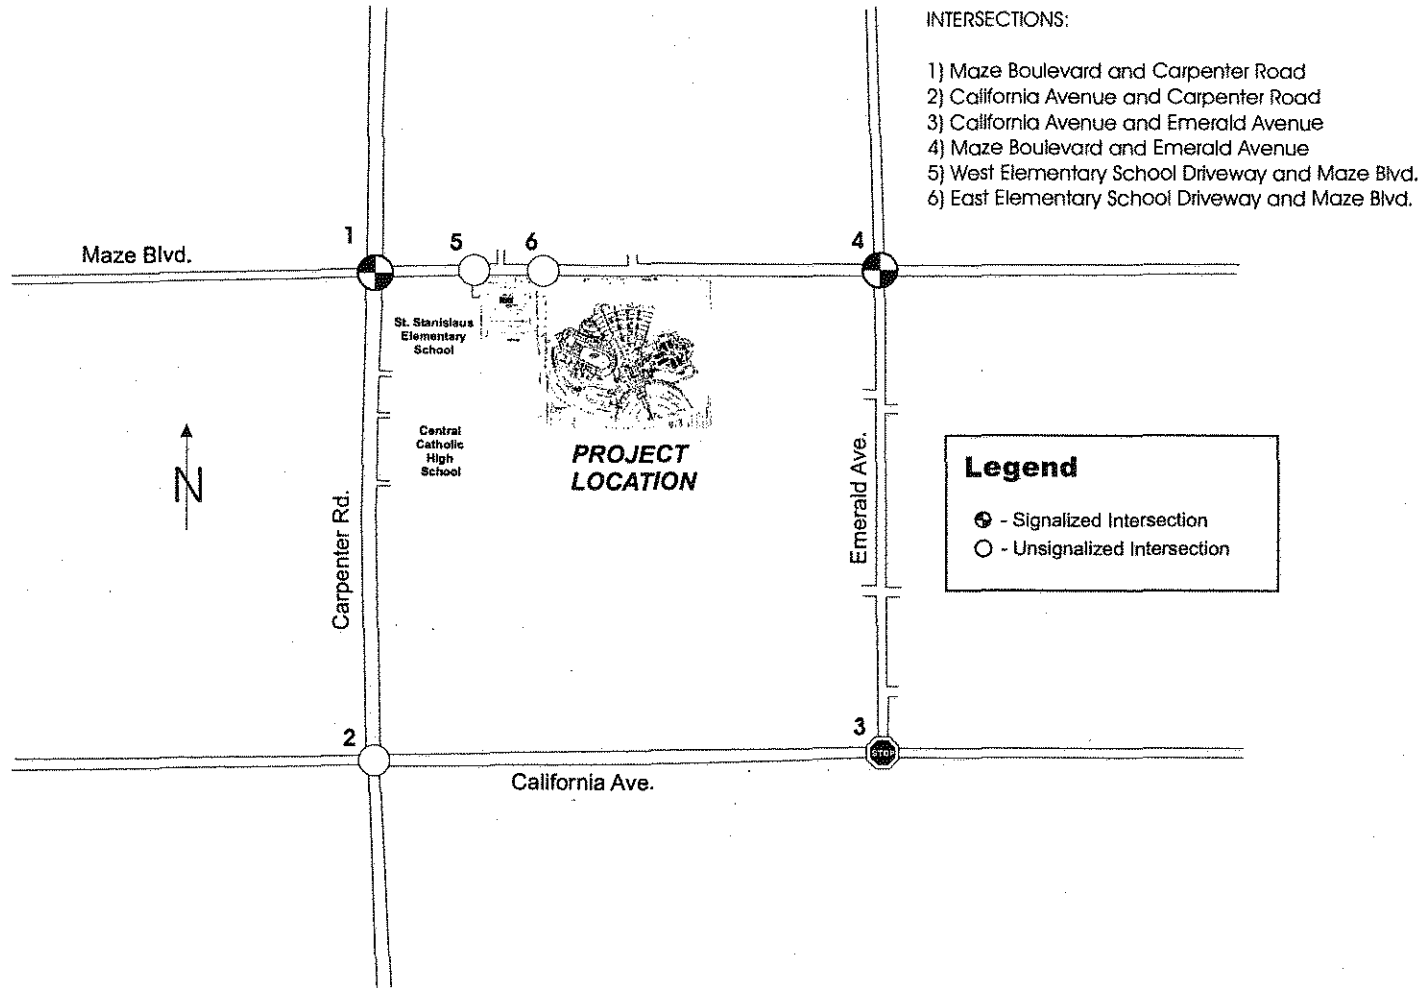 INTERSECTIONS:
1) Maze Boulevard and Carpenter Road
2) California Avenue and Carpenter Road
3) California Avenue and Emerald Avenue
4) Maze Boulevard and Emerald Avenue
5) West Elementary School Driveway and Maze Blvd.
6) East Elementary School Driveway and Maze Blvd.
1
5
6
4
Maze Blvd.
St. Stanislaus
Elementary
School
Central
Catholic
High
School
PROJECT
LOCATION
N
Carpenter Rd.
Emerald Ave.
Legend
- Signalized Intersection
- Unsignalized Intersection
2
3
STOP
California Ave.